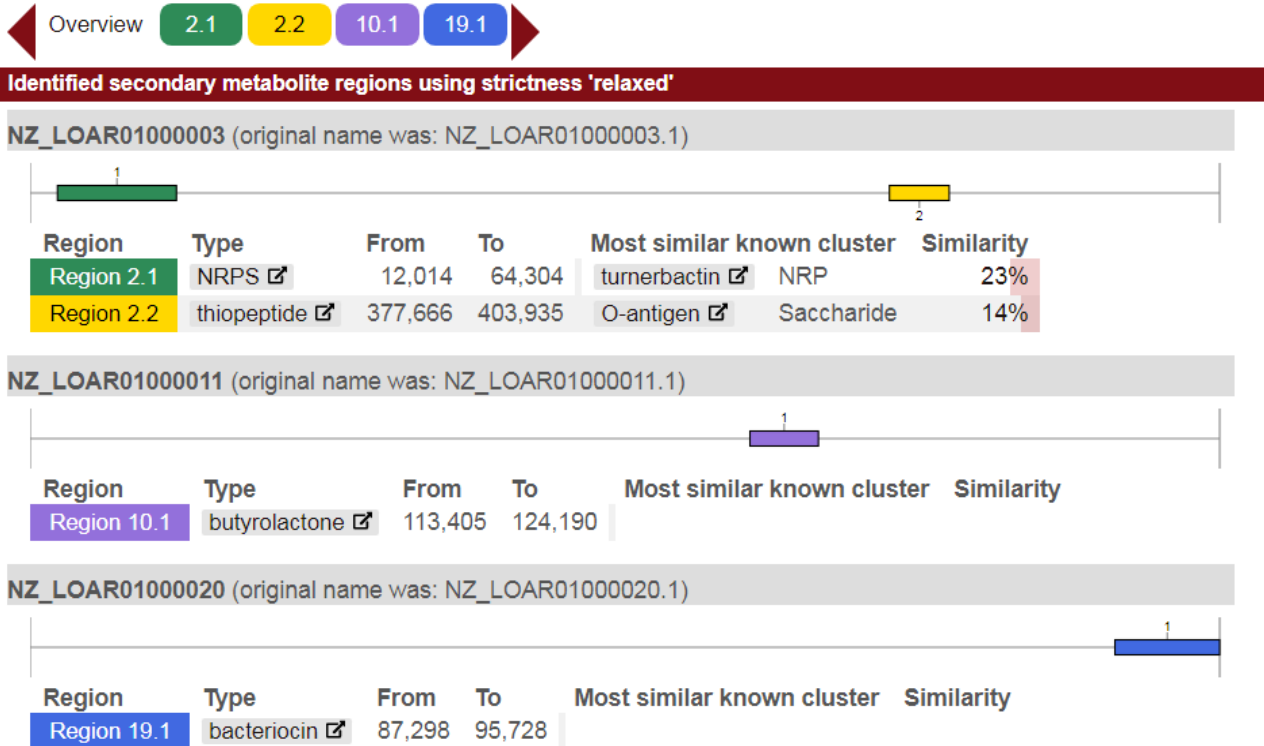 Overview 2.1 2.2 10.1 19.1
Identified secondary metabolite regions using strictness 'relaxed'
NZ_LOAR01000003 (original name was: NZ_LOAR01000003.1)
1
2
Region Type From To Most similar known cluster Similarity
Region 2.1 NRPS 12,014 64,304 turnerbactin NRP 23%
Region 2.2 thiopeptide 377,666 403,935 O-antigen Saccharide 14%
NZ_LOAR01000011 (original name was: NZ_LOAR01000011.1)
1
Region Type From To Most similar known cluster Similarity
Region 10.1 butyrolactone 113,405 124,190
NZ_LOAR01000020 (original name was: NZ_LOAR01000020.1)
1
Region Type From To Most similar known cluster Similarity
Region 19.1 bacteriocin 87,298 95,728